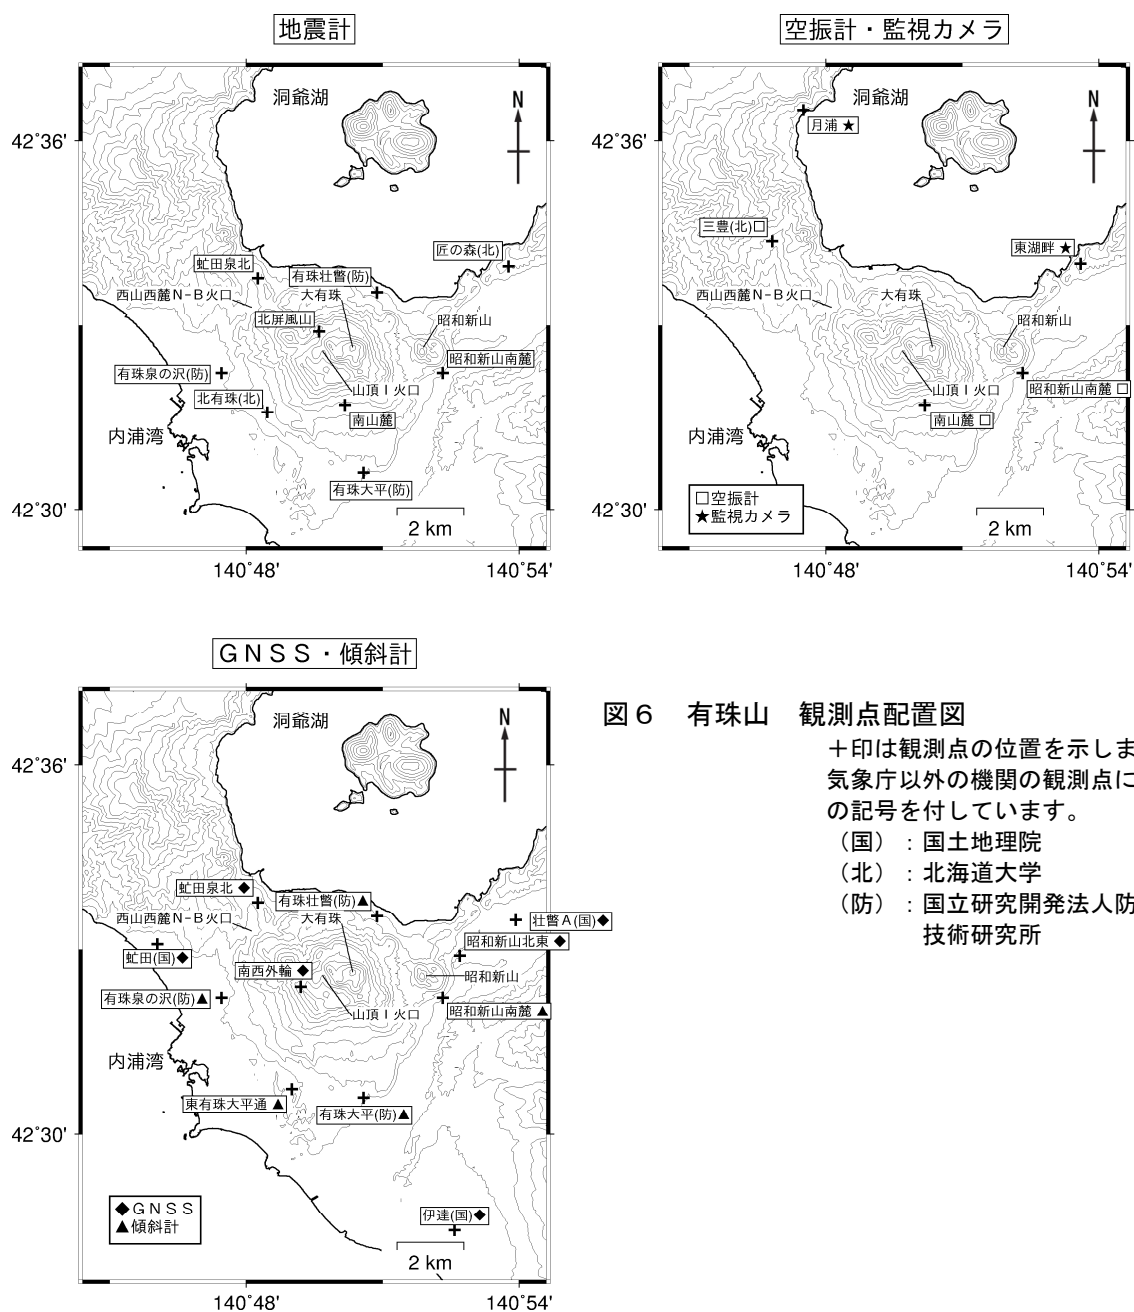 地震計
洞爺湖
N
42˚36'
匠の森(北)
虻田泉北
有珠壮瞥(防)
西山西麓N-B火口
大有珠
北屏風山
昭和新山
昭和新山南麓
有珠泉の沢(防)
山頂I火口
北有珠(北)
南山麓
内浦湾
有珠大平(防)
42˚30'
2 km
140˚48'
140˚54'
空振計・監視カメラ
洞爺湖
N
月浦★
42˚36'
三豊(北)□
東湖畔★
西山西麓N-B火口
大有珠
昭和新山
山頂I火口
昭和新山南麓□
南山麓□
内浦湾
□空振計
★監視カメラ
42˚30'
2 km
140˚48'
140˚54'
GNSS・傾斜計
洞爺湖
N
42˚36'
虻田泉北◆
有珠壮瞥(防)▲
西山西麓N-B火口
大有珠
壮瞥A(国)◆
昭和新山北東◆
虻田(国)◆
南西外輪◆
昭和新山
有珠泉の沢(防)▲
山頂I火口
昭和新山南麓▲
内浦湾
東有珠大平通▲
有珠大平(防)▲
42˚30'
◆GNSS
▲傾斜計
伊達(国)◆
2 km
140˚48'
140˚54'
図6 有珠山 観測点配置図
+印は観測点の位置を示しま
気象庁以外の機関の観測点に
の記号を付しています。
(国):国土地理院
(北):北海道大学
(防):国立研究開発法人防
技術研究所